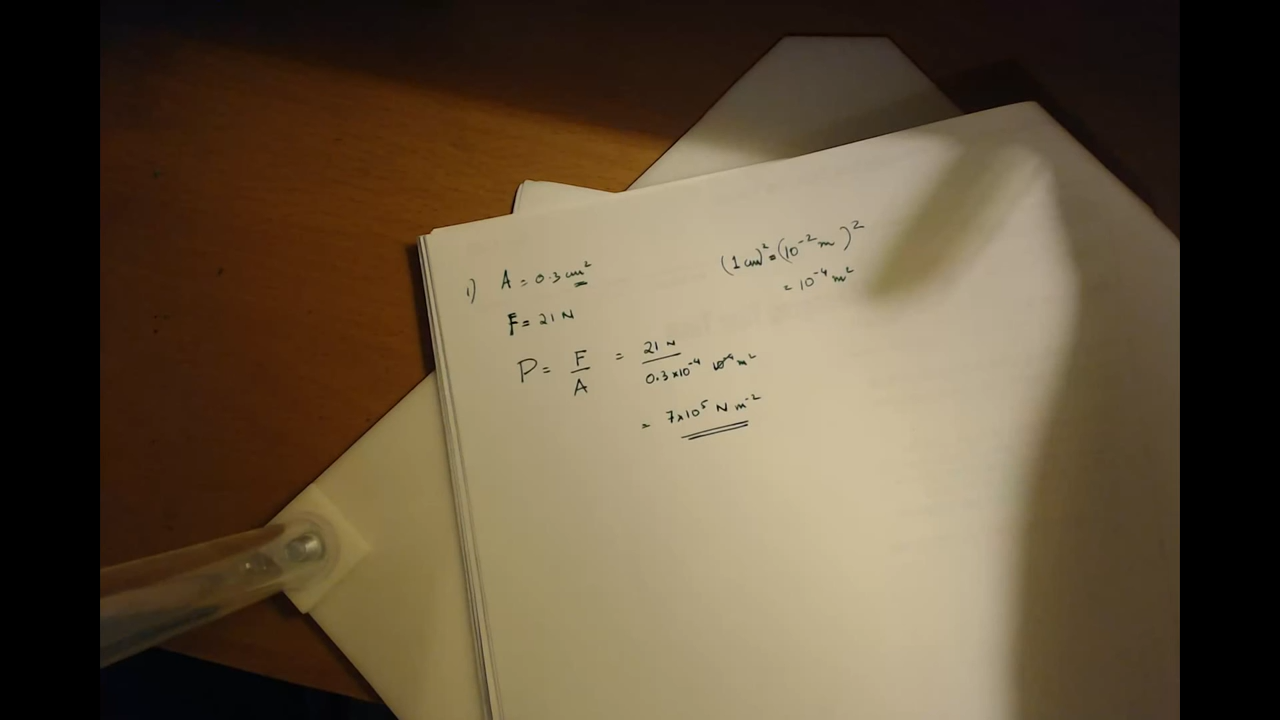 1) A = 0.3 cm²
(1 cm)² = (10⁻² m)²
= 10⁻⁴ m²
F = 21 N
P = F/A = 21 N / 0.3 × 10⁻⁴ m²
= 7×10⁵ N m⁻²